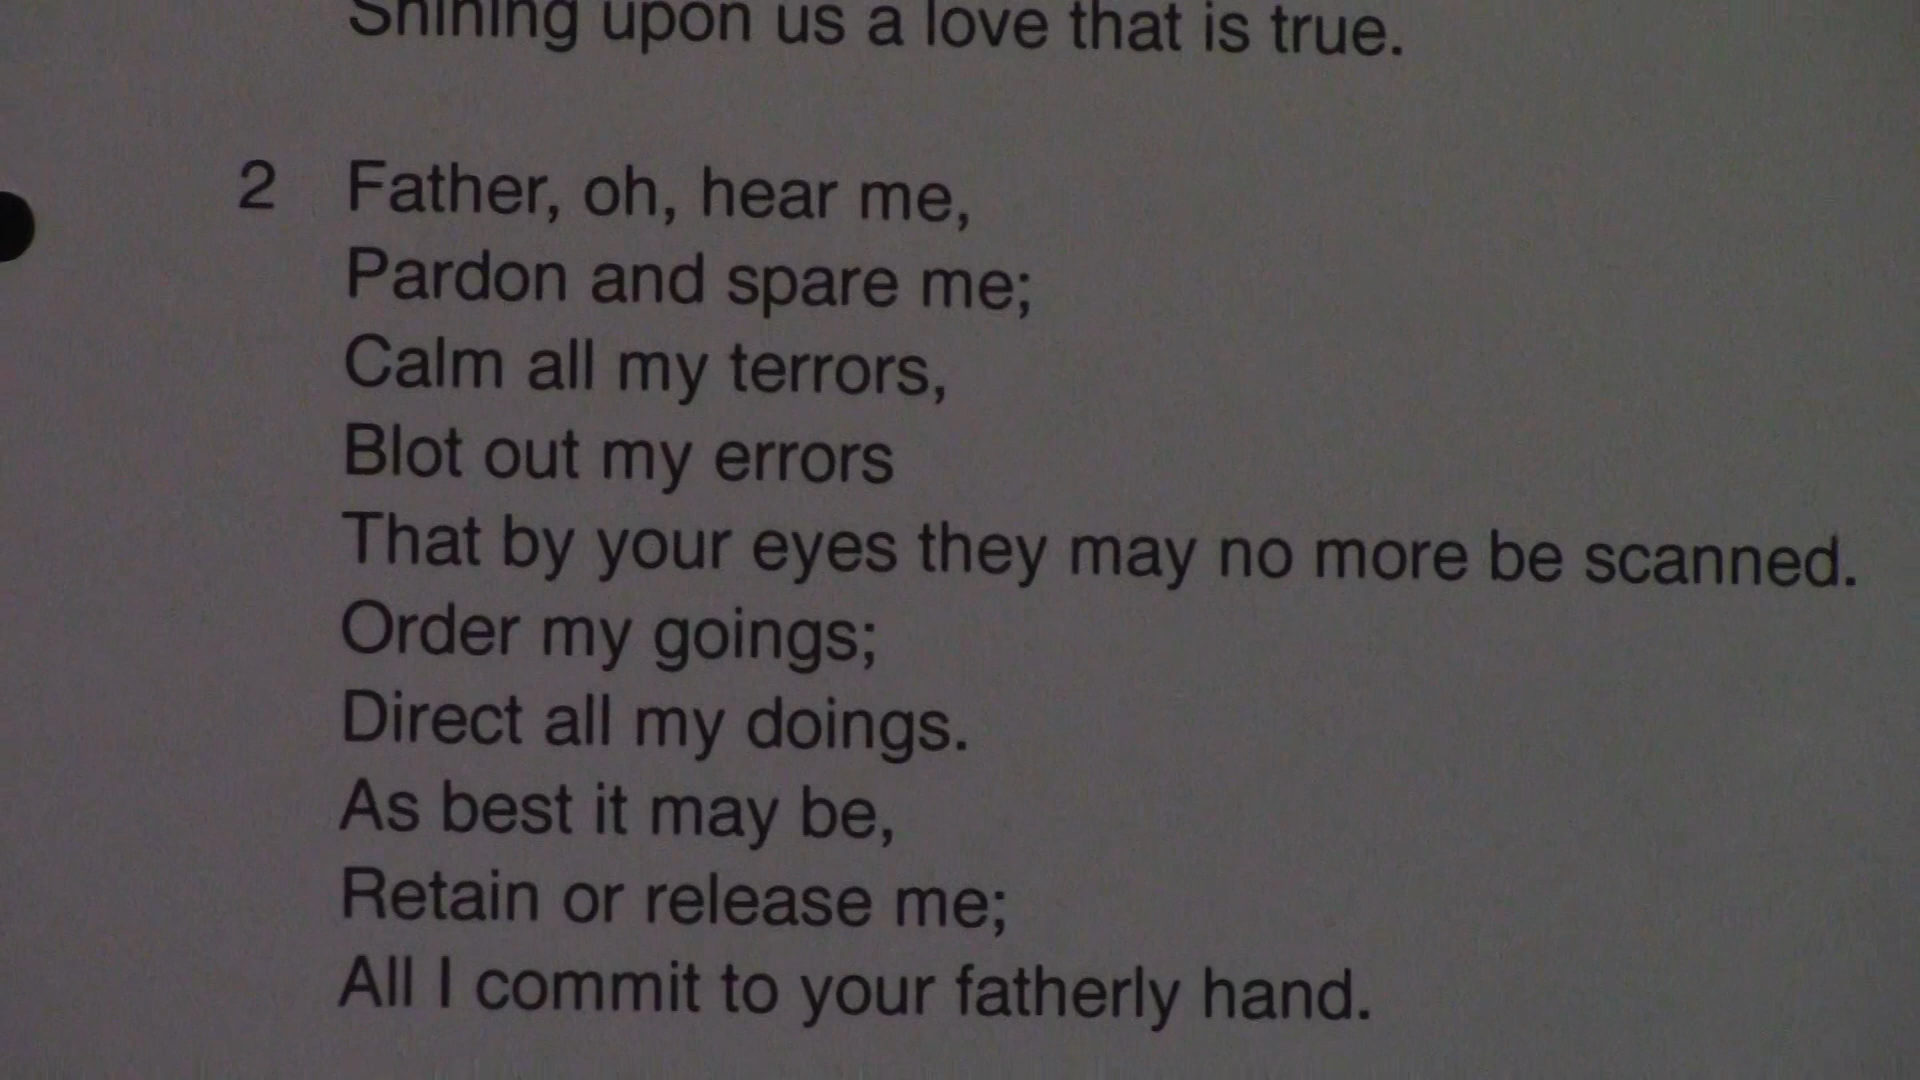 Shining upon us a love that is true.
2 Father, oh, hear me,
Pardon and spare me;
Calm all my terrors,
Blot out my errors
That by your eyes they may no more be scanned.
Order my goings;
Direct all my doings.
As best it may be,
Retain or release me;
All I commit to your fatherly hand.